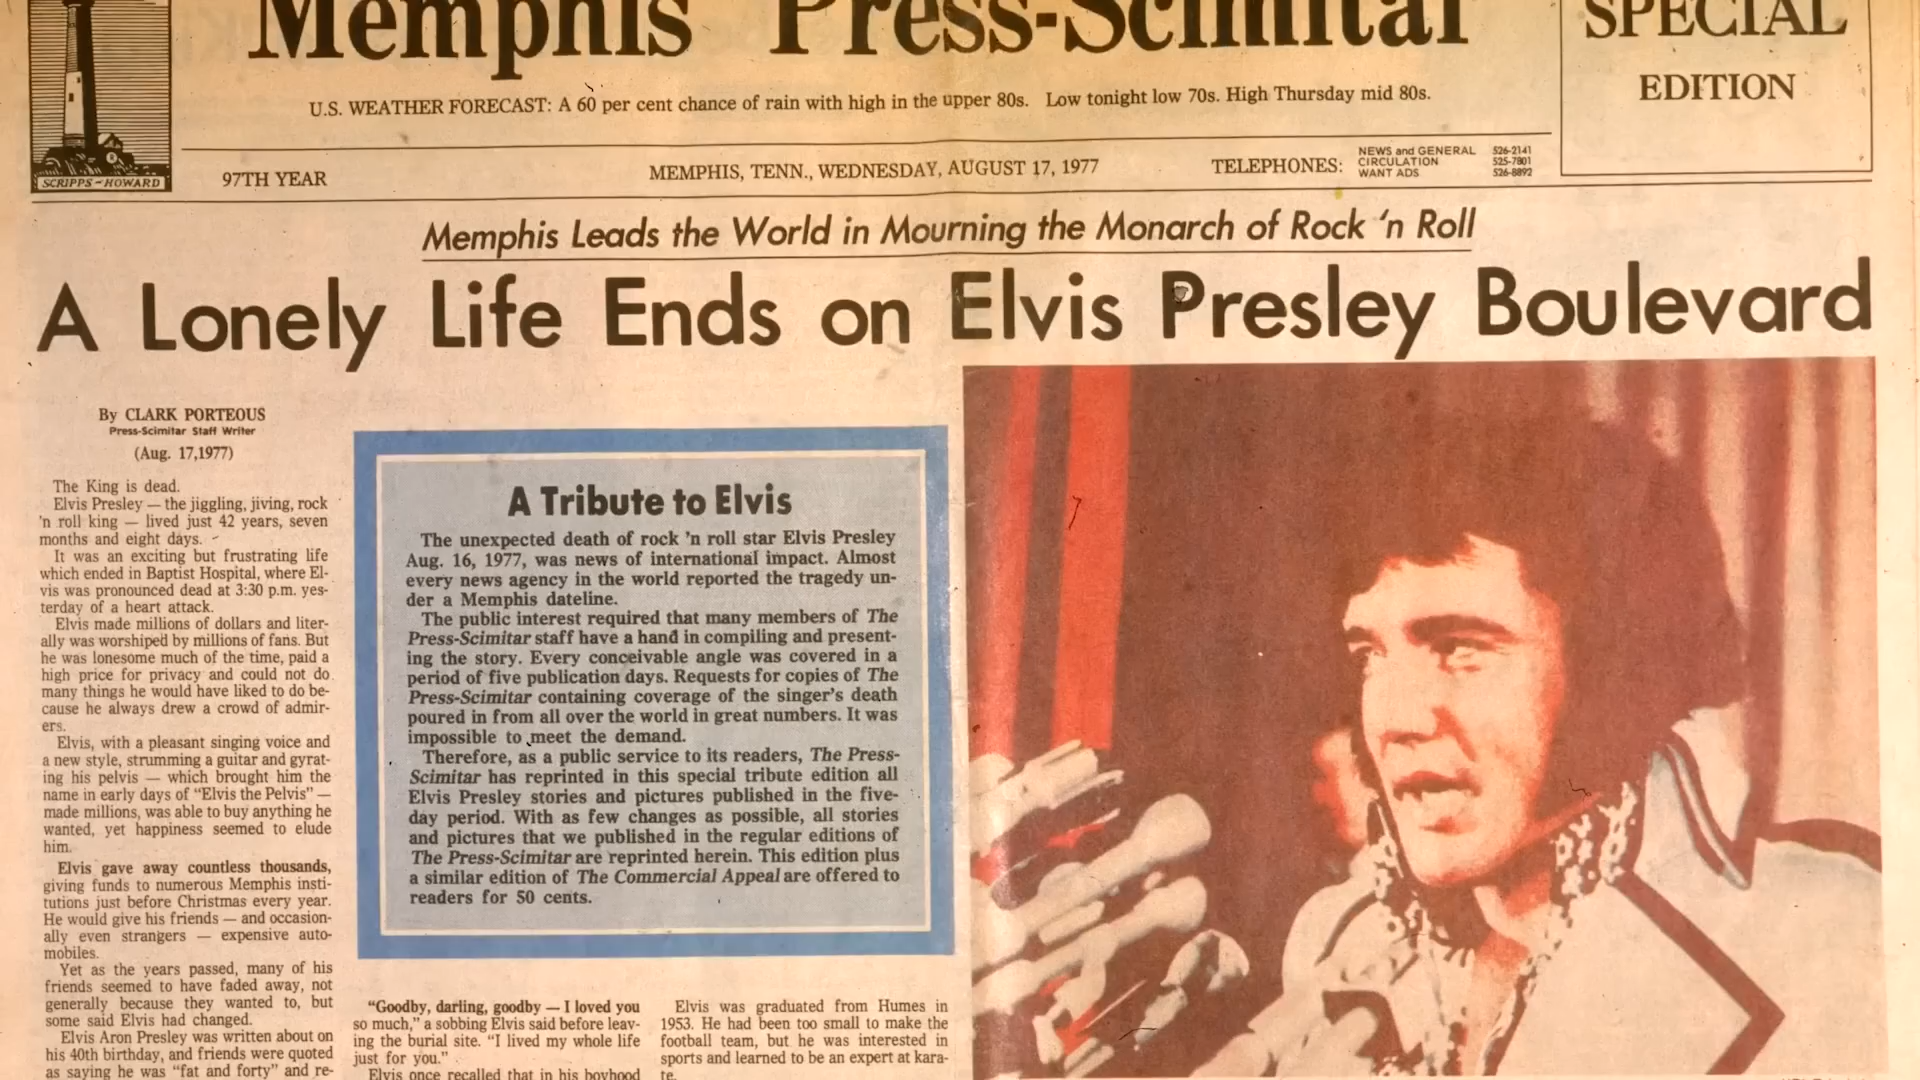 Memphis Press-Scimitar
SPECIAL
EDITION
U.S. WEATHER FORECAST: A 60 per cent chance of rain with high in the upper 80s. Low tonight low 70s. High Thursday mid 80s.
SCRIPPS-HOWARD
97TH YEAR
MEMPHIS, TENN., WEDNESDAY, AUGUST 17, 1977
TELEPHONES:
NEWS and GENERAL 526-2141
CIRCULATION 525-7801
WANT ADS 526-8892
Memphis Leads the World in Mourning the Monarch of Rock 'n Roll
A Lonely Life Ends on Elvis Presley Boulevard
By CLARK PORTEOUS
Press-Scimitar Staff Writer
(Aug. 17,1977)
The King is dead.
Elvis Presley — the jiggling, jiving, rock
'n roll king — lived just 42 years, seven
months and eight days.
It was an exciting but frustrating life
which ended in Baptist Hospital, where El-
vis was pronounced dead at 3:30 p.m. yes-
terday of a heart attack.
Elvis made millions of dollars and liter-
ally was worshiped by millions of fans. But
he was lonesome much of the time, paid a
high price for privacy and could not do
many things he would have liked to do be-
cause he always drew a crowd of admir-
ers.
Elvis, with a pleasant singing voice and
a new style, strumming a guitar and gyrat-
ing his pelvis — which brought him the
name in early days of "Elvis the Pelvis" —
made millions, was able to buy anything he
wanted, yet happiness seemed to elude
him.
Elvis gave away countless thousands,
giving funds to numerous Memphis insti-
tutions just before Christmas every year.
He would give his friends — and occasion-
ally even strangers — expensive auto-
mobiles.
Yet as the years passed, many of his
friends seemed to have faded away, not
generally because they wanted to, but
some said Elvis had changed.
Elvis Aron Presley was written about on
his 40th birthday, and friends were quoted
as saying he was "fat and forty" and re-
A Tribute to Elvis
The unexpected death of rock 'n roll star Elvis Presley
Aug. 16, 1977, was news of international impact. Almost
every news agency in the world reported the tragedy un-
der a Memphis dateline.
The public interest required that many members of The
Press-Scimitar staff have a hand in compiling and present-
ing the story. Every conceivable angle was covered in a
period of five publication days. Requests for copies of The
Press-Scimitar containing coverage of the singer's death
poured in from all over the world in great numbers. It was
impossible to meet the demand.
Therefore, as a public service to its readers, The Press-
Scimitar has reprinted in this special tribute edition all
Elvis Presley stories and pictures published in the five-
day period. With as few changes as possible, all stories
and pictures that we published in the regular editions of
The Press-Scimitar are reprinted herein. This edition plus
a similar edition of The Commercial Appeal are offered to
readers for 50 cents.
"Goodby, darling, goodby — I loved you
so much," a sobbing Elvis said before leav-
ing the burial site. "I lived my whole life
just for you."
Elvis once recalled that in his boyhood
Elvis was graduated from Humes in
1953. He had been too small to make the
football team, but he was interested in
sports and learned to be an expert at kara-
te.